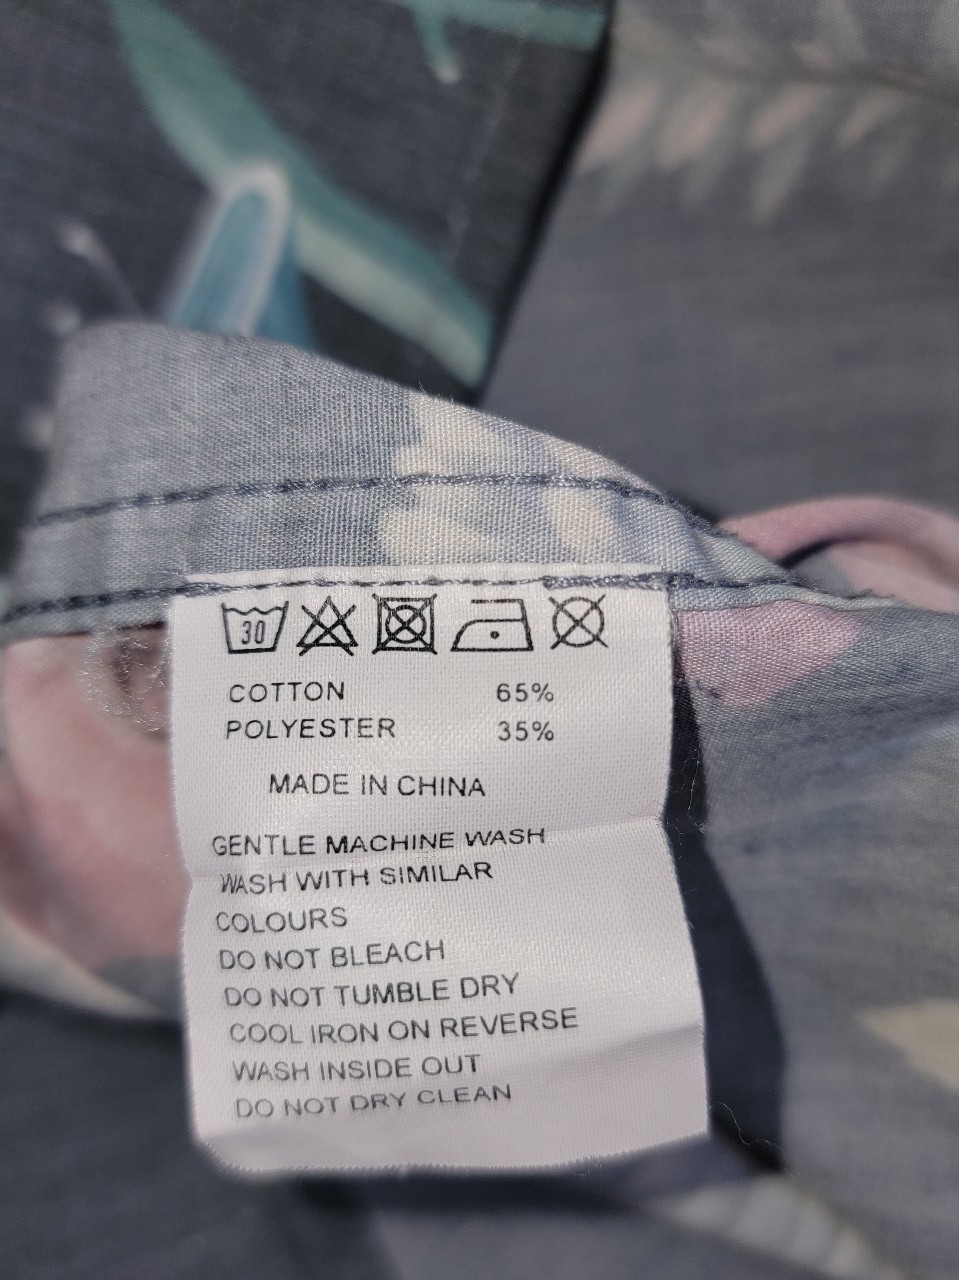 30
COTTON 65%
POLYESTER 35%
MADE IN CHINA
GENTLE MACHINE WASH
WASH WITH SIMILAR
COLOURS
DO NOT BLEACH
DO NOT TUMBLE DRY
COOL IRON ON REVERSE
WASH INSIDE OUT
DO NOT DRY CLEAN